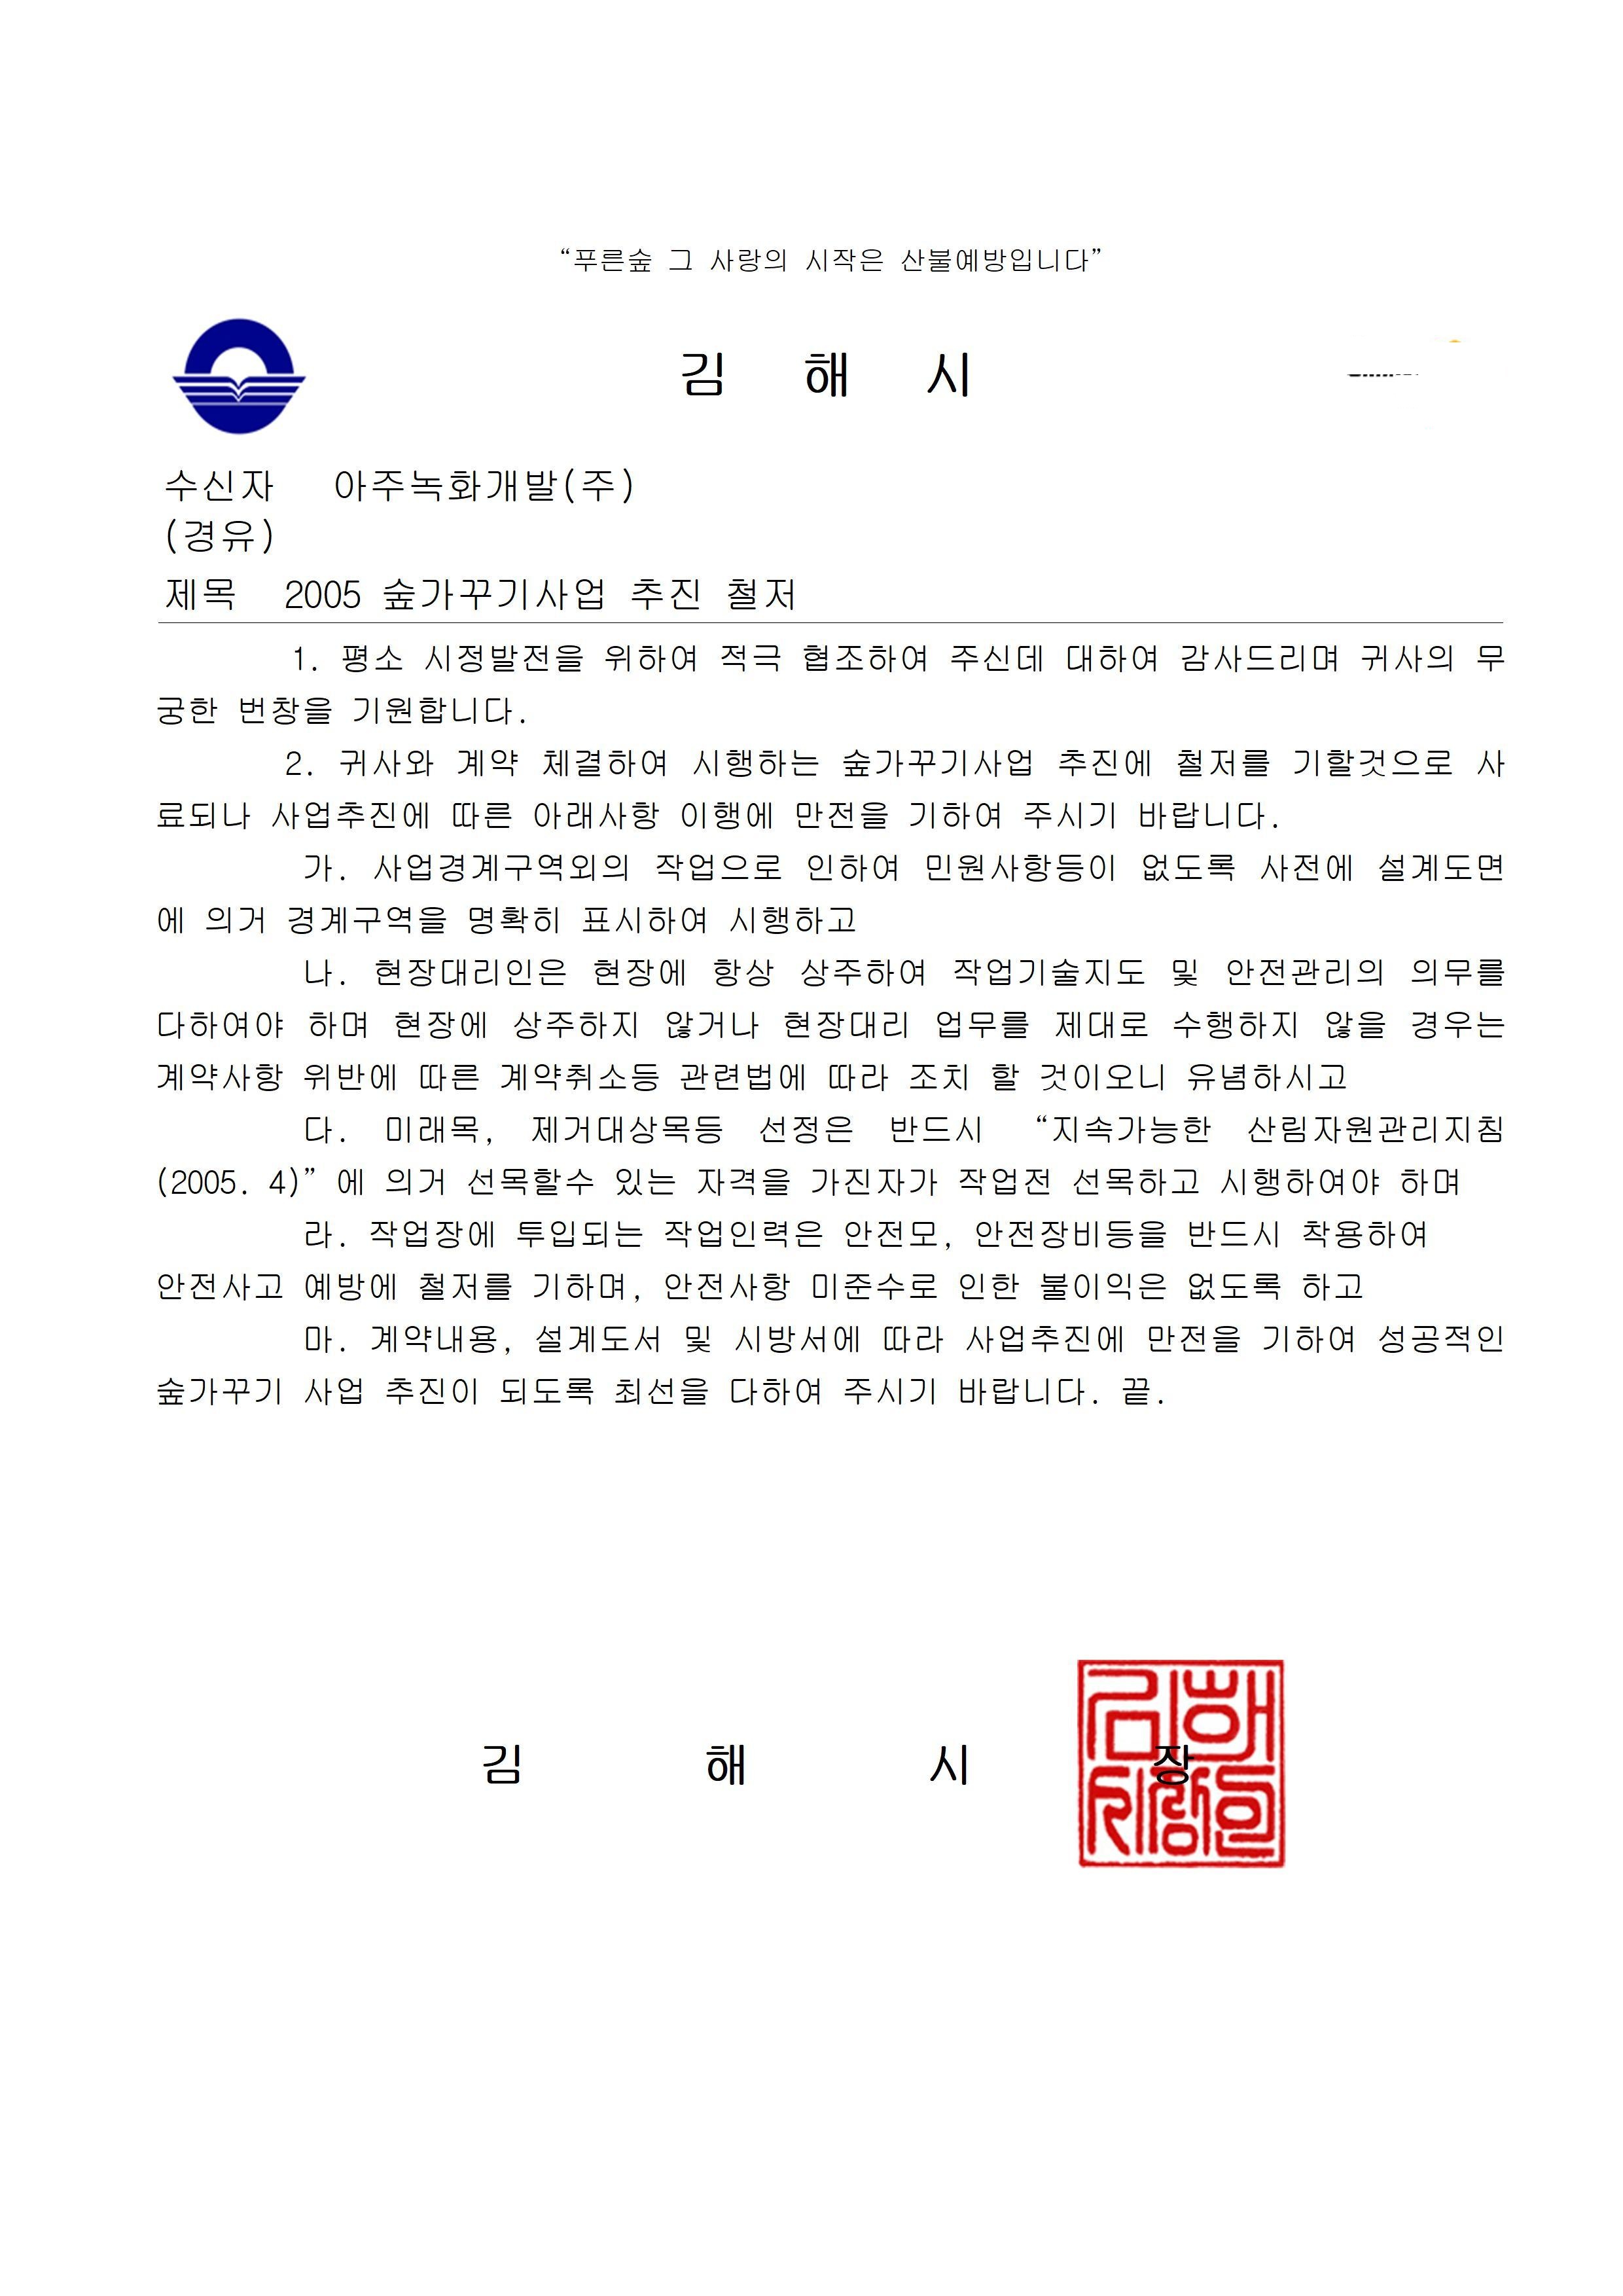 “푸른숲 그 사랑의 시작은 산불예방입니다”
김 해 시
수신자 아주녹화개발(주)
(경유)
제목 2005 숲가꾸기사업 추진 철저
1. 평소 시정발전을 위하여 적극 협조하여 주신데 대하여 감사드리며 귀사의 무
궁한 번창을 기원합니다.
2. 귀사와 계약 체결하여 시행하는 숲가꾸기사업 추진에 철저를 기할것으로 사
료되나 사업추진에 따른 아래사항 이행에 만전을 기하여 주시기 바랍니다.
가. 사업경계구역외의 작업으로 인하여 민원사항등이 없도록 사전에 설계도면
에 의거 경계구역을 명확히 표시하여 시행하고
나. 현장대리인은 현장에 항상 상주하여 작업기술지도 및 안전관리의 의무를
다하여야 하며 현장에 상주하지 않거나 현장대리 업무를 제대로 수행하지 않을 경우는
계약사항 위반에 따른 계약취소등 관련법에 따라 조치 할 것이오니 유념하시고
다. 미래목, 제거대상목등 선정은 반드시 “지속가능한 산림자원관리지침
(2005. 4)” 에 의거 선목할수 있는 자격을 가진자가 작업전 선목하고 시행하여야 하며
라. 작업장에 투입되는 작업인력은 안전모, 안전장비등을 반드시 착용하여
안전사고 예방에 철저를 기하며, 안전사항 미준수로 인한 불이익은 없도록 하고
마. 계약내용, 설계도서 및 시방서에 따라 사업추진에 만전을 기하여 성공적인
숲가꾸기 사업 추진이 되도록 최선을 다하여 주시기 바랍니다. 끝.
김 해 시 장